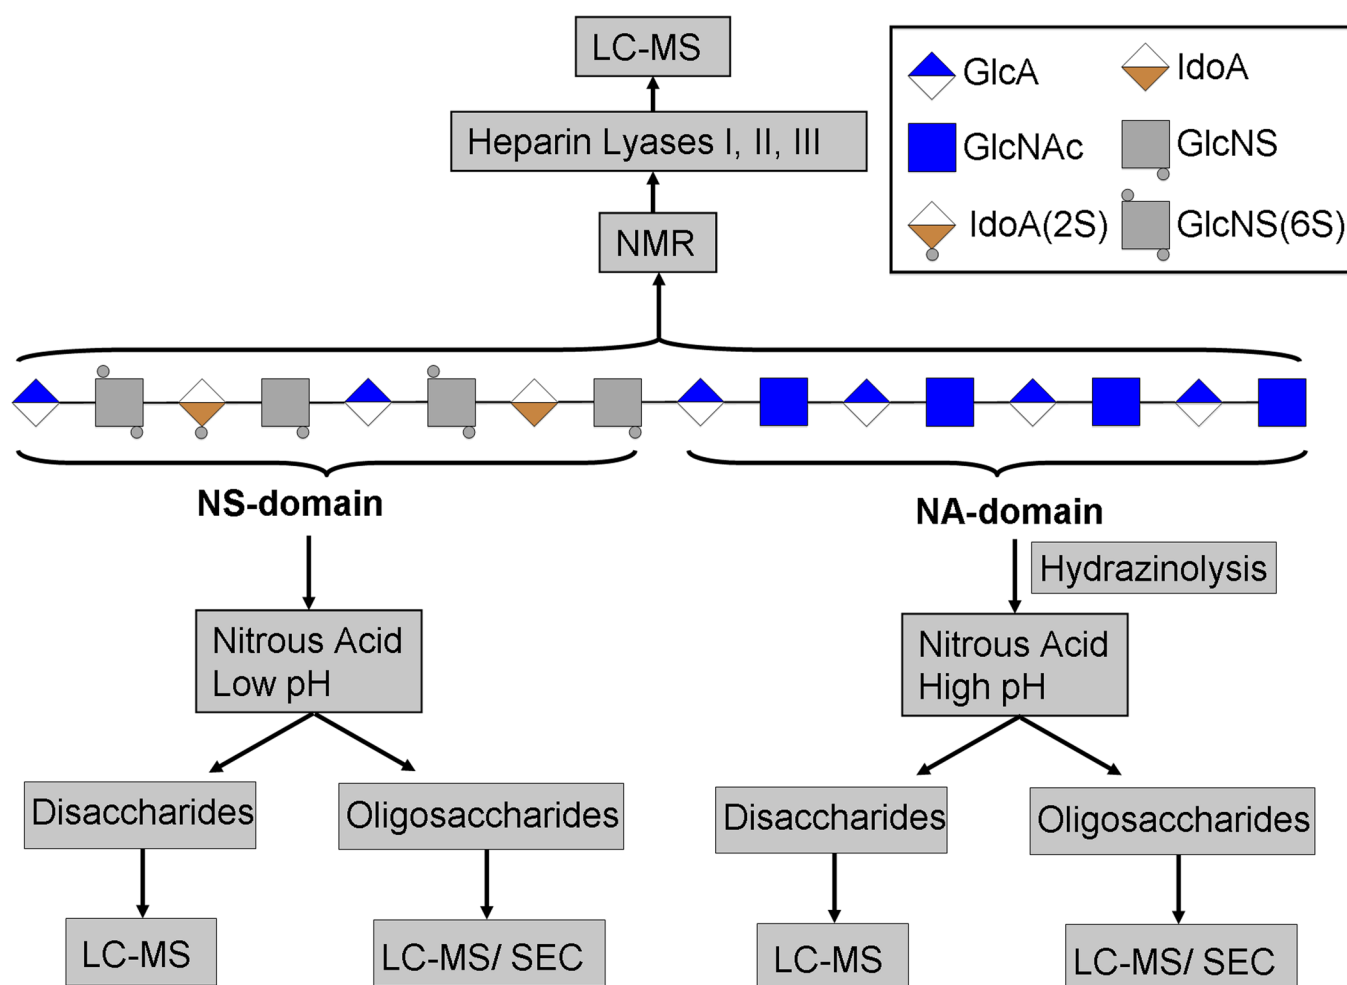 LC-MS
Heparin Lyases I, II, III
NMR
GlcA
IdoA
GlcNAc
GlcNS
IdoA(2S)
GlcNS(6S)
NS-domain
NA-domain
Hydrazinolysis
Nitrous Acid
Low pH
Nitrous Acid
High pH
Disaccharides
Oligosaccharides
Disaccharides
Oligosaccharides
LC-MS
LC-MS/ SEC
LC-MS
LC-MS/ SEC